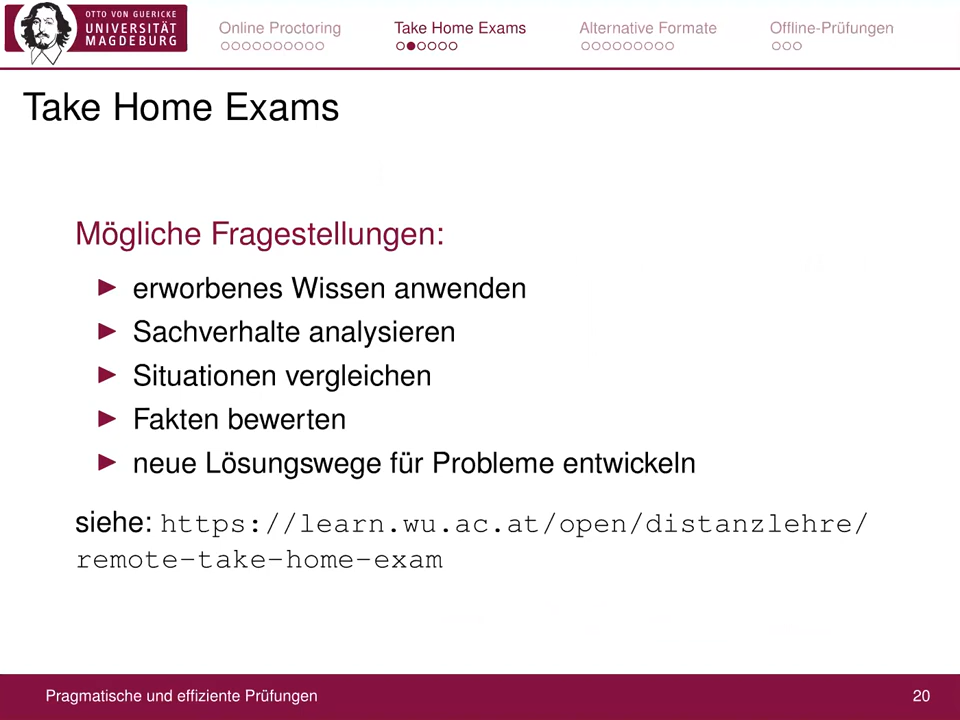 OTTO VON GUERICKE
UNIVERSITÄT
MAGDEBURG
Online Proctoring
Take Home Exams
Alternative Formate
Offline-Prüfungen
Take Home Exams
Mögliche Fragestellungen:
erworbenes Wissen anwenden
Sachverhalte analysieren
Situationen vergleichen
Fakten bewerten
neue Lösungswege für Probleme entwickeln
siehe: https://learn.wu.ac.at/open/distanzlehre/
remote-take-home-exam
Pragmatische und effiziente Prüfungen
20